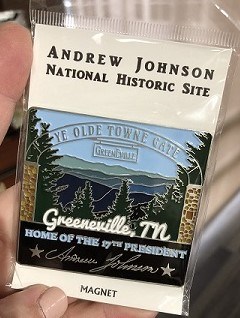 ANDREW JOHNSON
NATIONAL HISTORIC SITE
YE OLDE TOWNE GATE
GREENEVILLE
Greeneville, TN
HOME OF THE 17TH PRESIDENT
Andrew Johnson
MAGNET